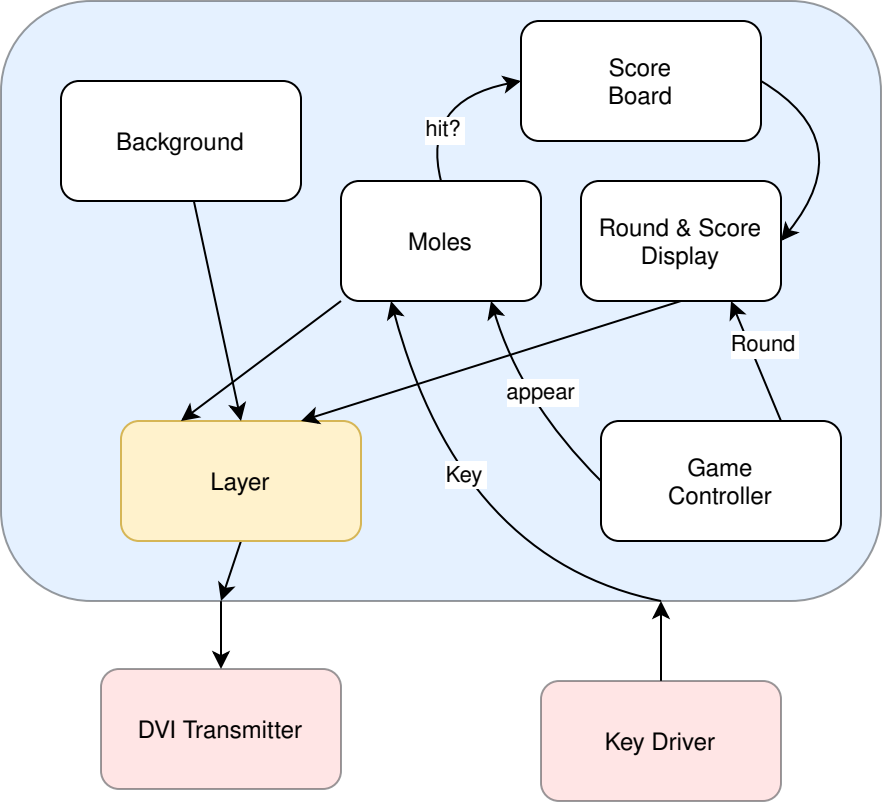 Score
Board
Background
hit?
Moles
Round & Score
Display
Round
appear
Layer
Key
Game
Controller
DVI Transmitter
Key Driver